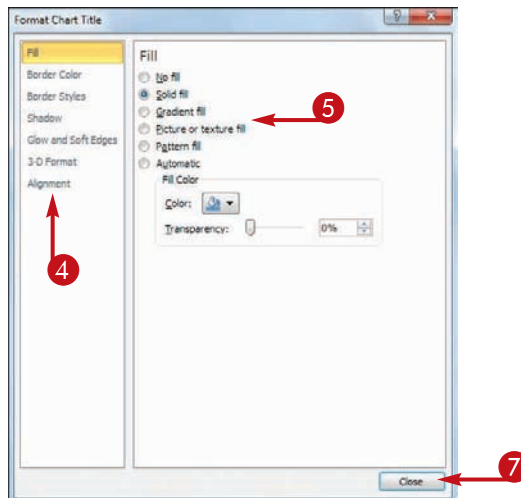 Format Chart Title
Fill
Border Color
Border Styles
Shadow
Glow and Soft Edges
3-D Format
Alignment
4
Fill
No fill
Solid fill
Gradient fill
Picture or texture fill
Pattern fill
Automatic
5
Fill Color
Color:
Transparency: 0%
Close
7